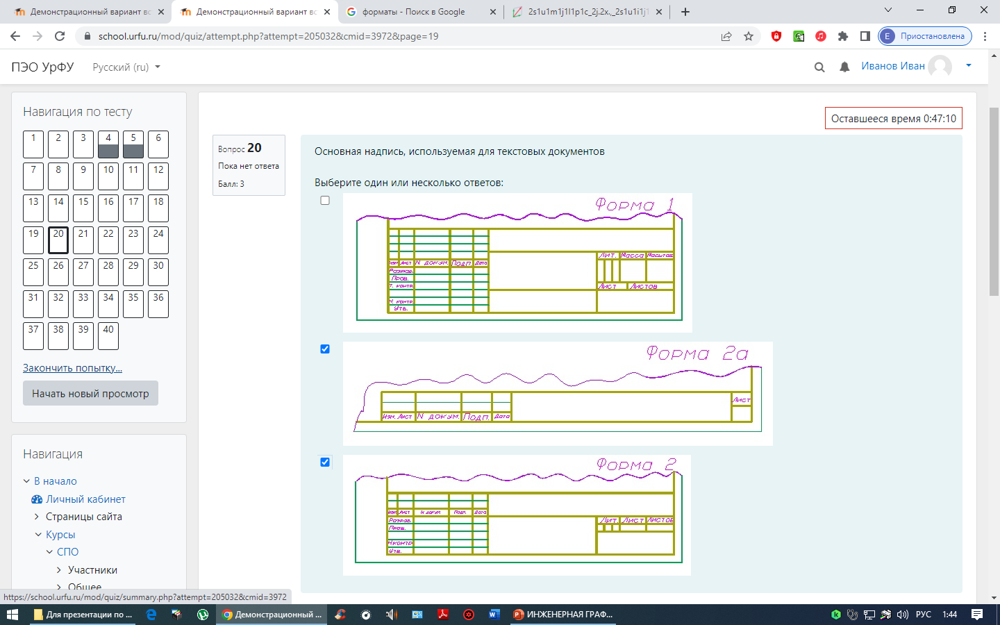 Демонстрационный вариант вс
Демонстрационный вариант вс
форматы - Поиск в Google
2s1u1m1j1l1p1c_2j.2x.,_2s1u1i1j1
school.urfu.ru/mod/quiz/attempt.php?attempt=205032&cmid=3972&page=19
E Приостановлена
ПЭО УрФУ
Русский (ru)
Иванов Иван
Навигация по тесту
1 2 3 4 5 6
7 8 9 10 11 12
13 14 15 16 17 18
19 20 21 22 23 24
25 26 27 28 29 30
31 32 33 34 35 36
37 38 39 40
Закончить попытку...
Начать новый просмотр
Навигация
В начало
Личный кабинет
Страницы сайта
Курсы
СПО
Участники
Общее
Оставшееся время 0:47:10
Вопрос 20
Пока нет ответа
Балл: 3
Основная надпись, используемая для текстовых документов
Выберите один или несколько ответов:
Форма 1
Лит. Масса Масштаб
Изм Лист N докум. Подп. Дата
Разраб.
Пров.
Т. контр.
Лист Листов
Н. контр.
Утв.
Форма 2а
Лист
Изм. Лист N докум. Подп. Дата
Форма 2
Изм Лист N докум. Подп. Дата
Разраб.
Лит. Лист Листов
Пров.
Н.контр
Утв.
https://school.urfu.ru/mod/quiz/summary.php?attempt=205032&cmid=3972
Для презентации по ...
Демонстрационный ...
ИНЖЕНЕРНАЯ ГРАФ...
РУС
1:44